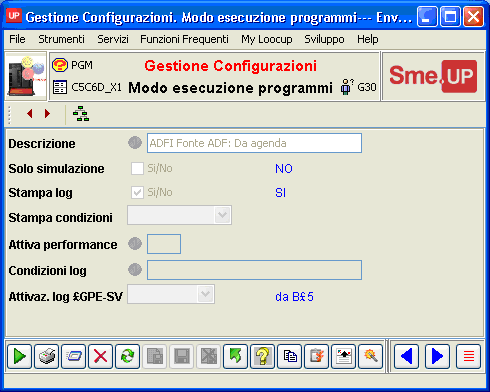 UP Gestione Configurazioni. Modo esecuzione programmi--- Env...
File Strumenti Servizi Funzioni Frequenti My Loocup Sviluppo Help
PGM Gestione Configurazioni
C5C6D_X1 Modo esecuzione programmi G30
Sme.UP
Descrizione ADFI Fonte ADF: Da agenda
Solo simulazione Si/No NO
Stampa log Si/No SI
Stampa condizioni
Attiva performance
Condizioni log
Attivaz. log £GPE-SV da B£5